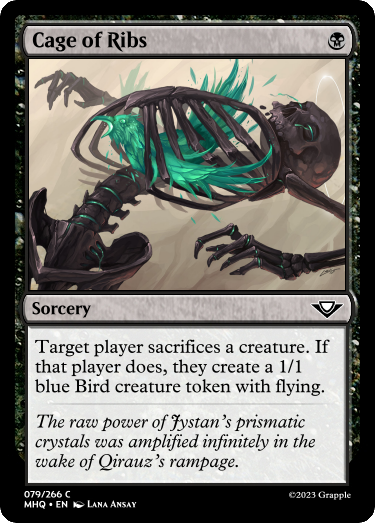 Cage of Ribs
Sorcery
Target player sacrifices a creature. If
that player does, they create a 1/1
blue Bird creature token with flying.
The raw power of Jystan's prismatic
crystals was amplified infinitely in the
wake of Qirauz's rampage.
079/266 C
MHQ • EN Lana Ansay
©2023 Grapple